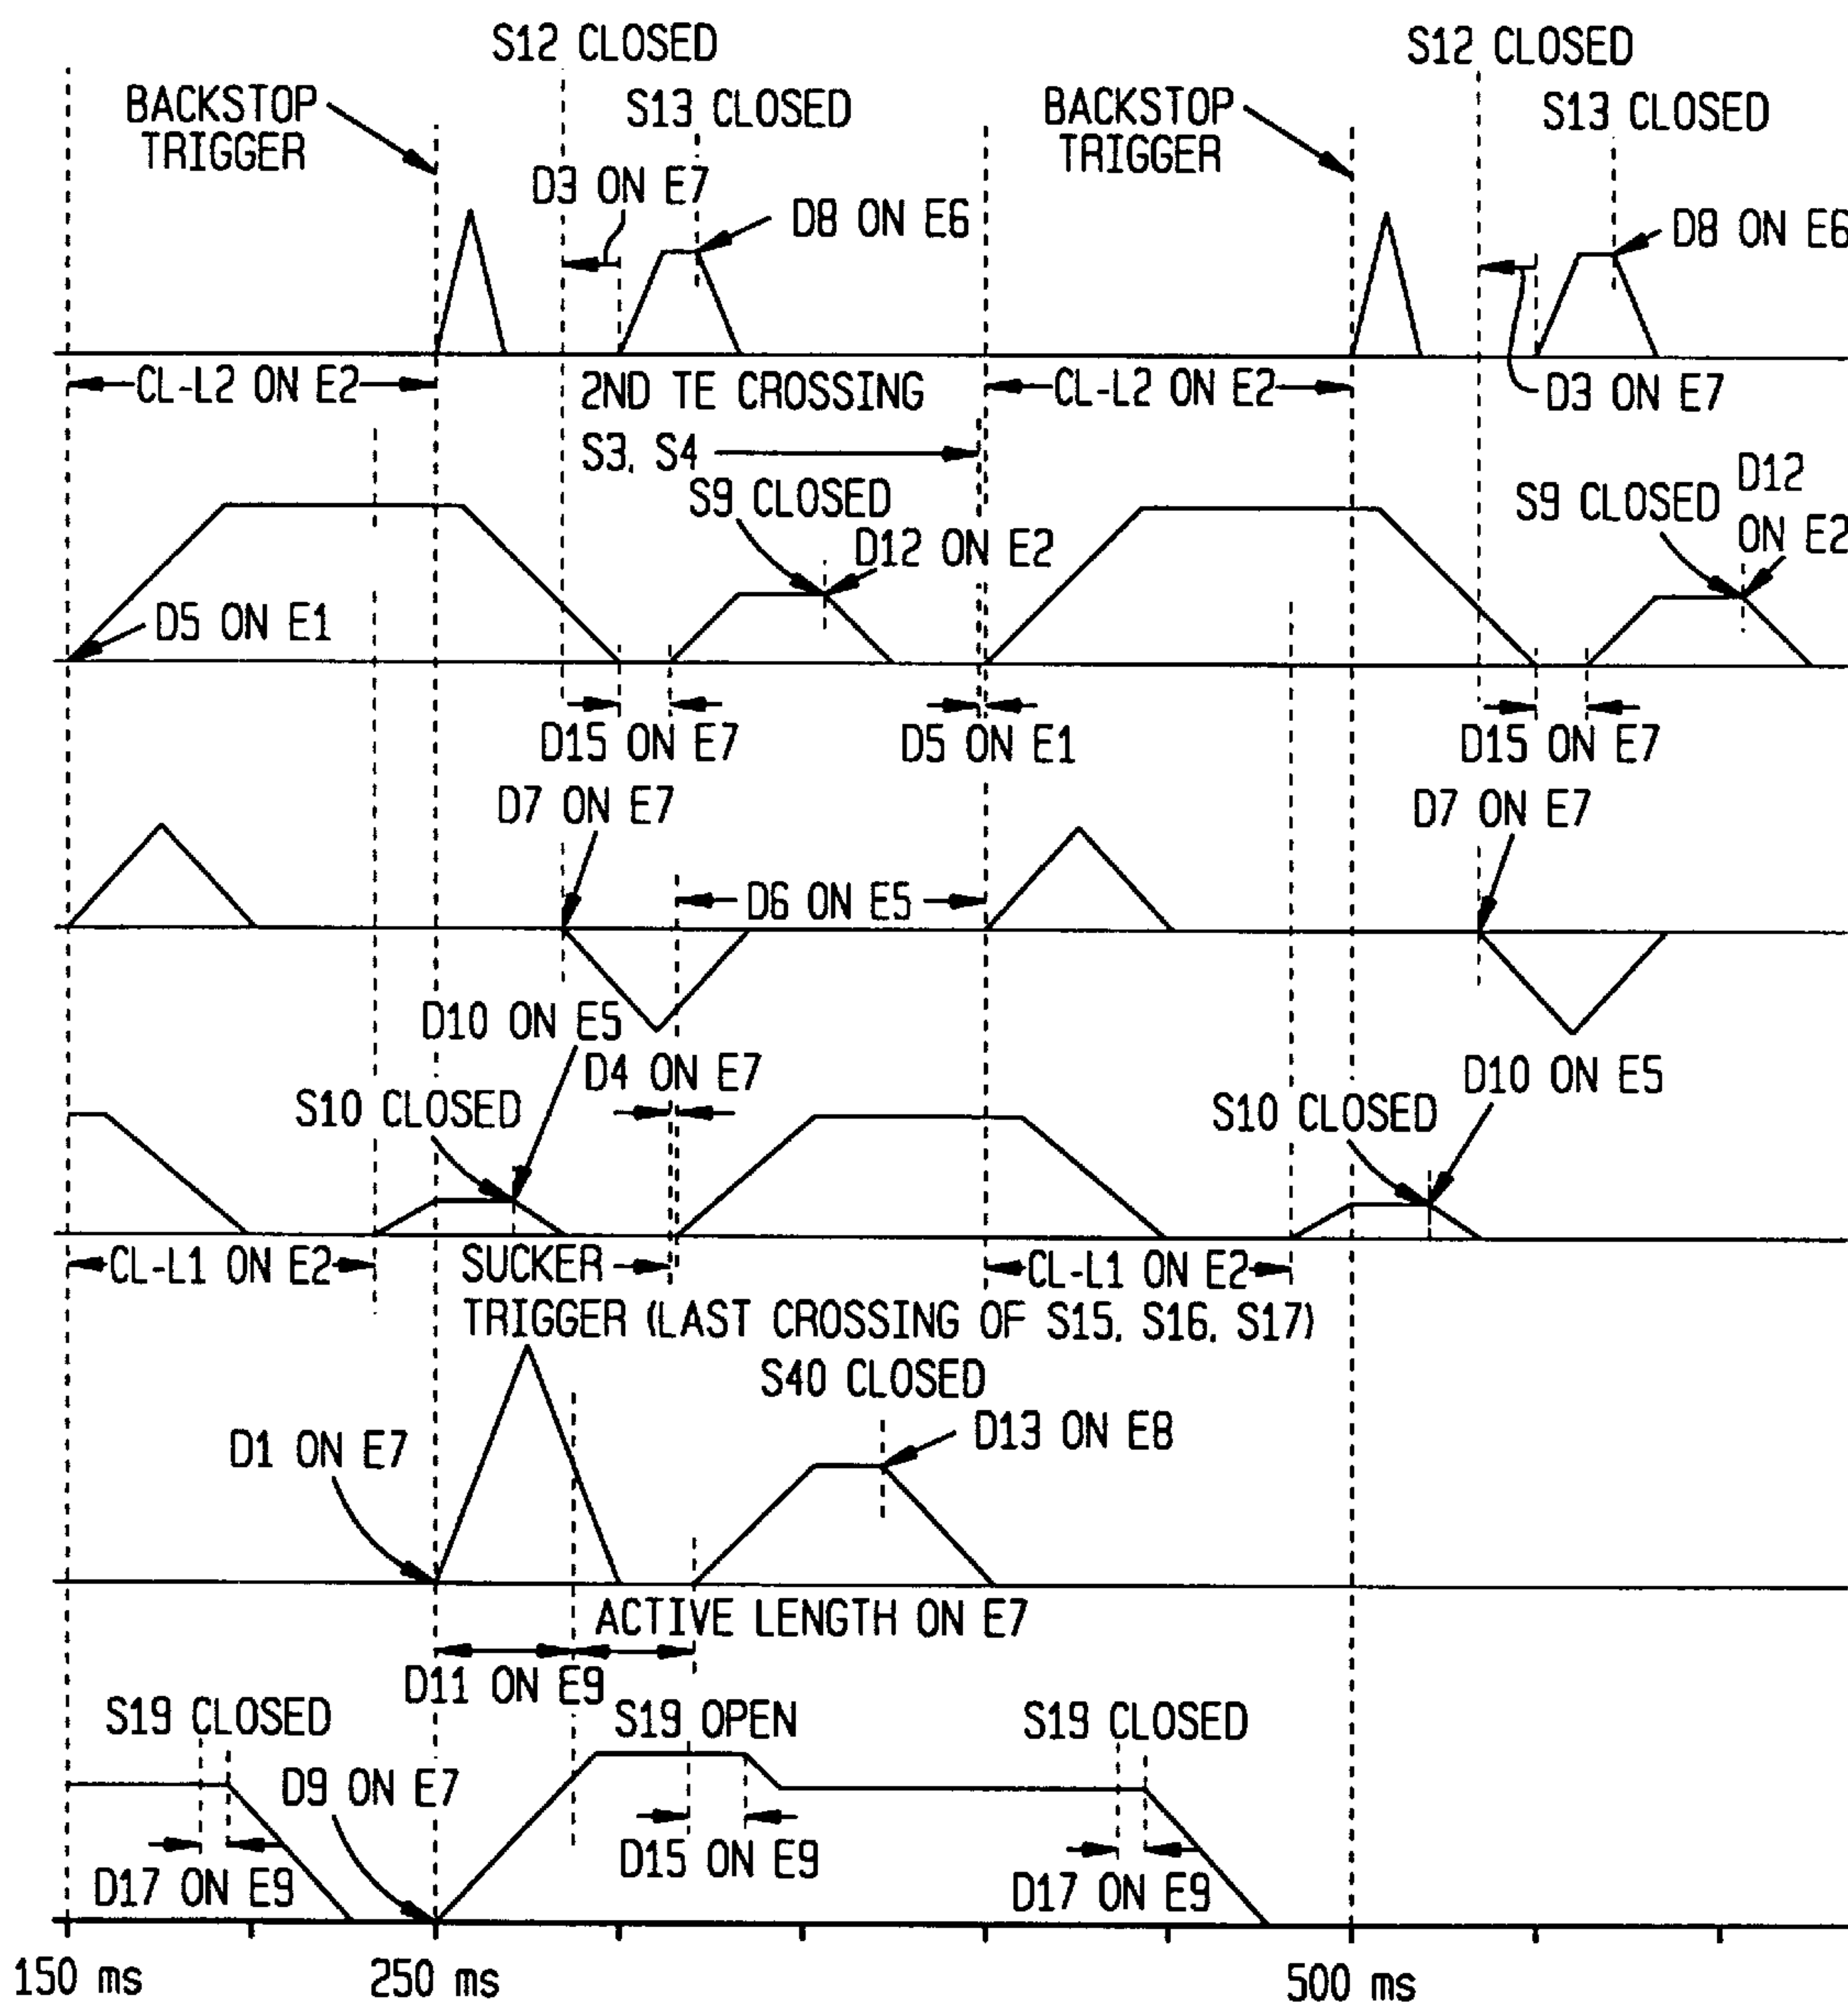 S12 CLOSED
S12 CLOSED
BACKSTOP
TRIGGER
S13 CLOSED
BACKSTOP
TRIGGER
S13 CLOSED
D3 ON E7
D8 ON E6
D8 ON E6
CL-L2 ON E2
2ND TE CROSSING
S3, S4
CL-L2 ON E2
D3 ON E7
S9 CLOSED
D12 ON E2
S9 CLOSED
D12
ON E2
D5 ON E1
D15 ON E7
D5 ON E1
D15 ON E7
D7 ON E7
D7 ON E7
D6 ON E5
D10 ON E5
D4 ON E7
D10 ON E5
S10 CLOSED
S10 CLOSED
CL-L1 ON E2
SUCKER
TRIGGER (LAST CROSSING OF S15, S16, S17)
CL-L1 ON E2
S40 CLOSED
D1 ON E7
D13 ON E8
ACTIVE LENGTH ON E7
D11 ON E9
S19 CLOSED
S19 OPEN
S19 CLOSED
D9 ON E7
D17 ON E9
D15 ON E9
D17 ON E9
150 ms
250 ms
500 ms